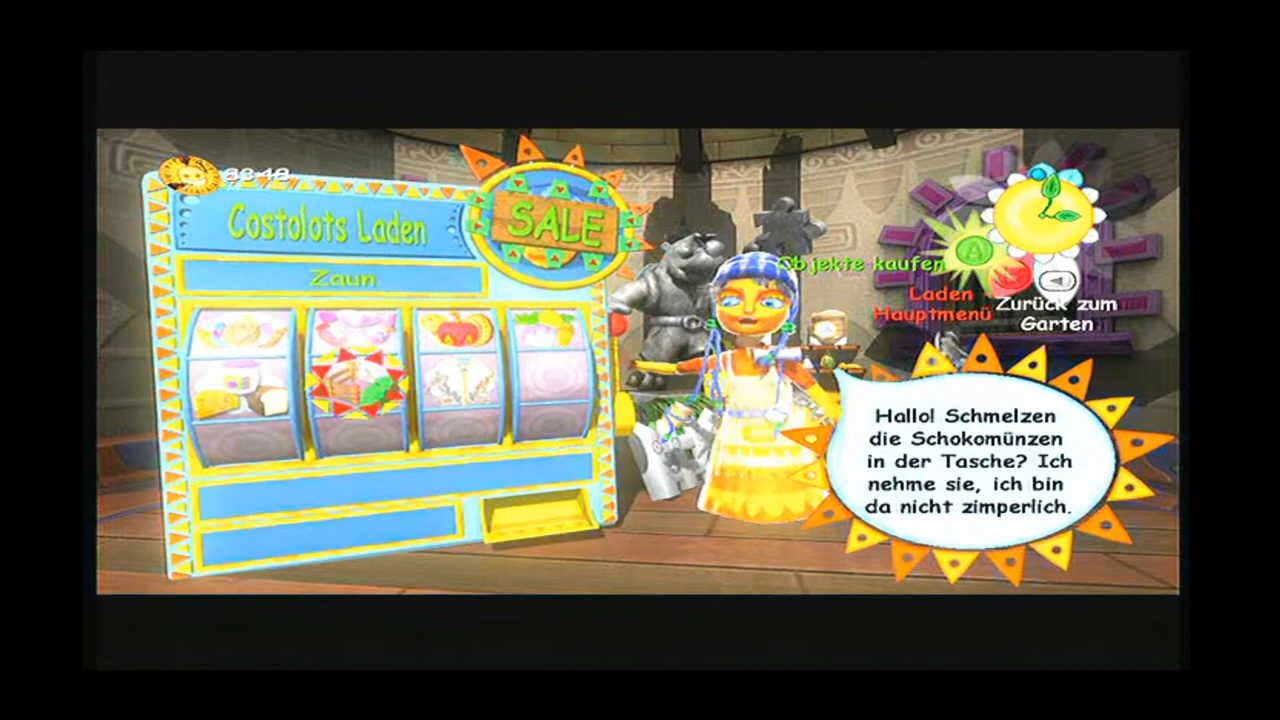 Costolots Laden
SALE
Zaun
Objekte kaufen
A
Laden
Hauptmenü
Zurück zum
Garten
Hallo! Schmelzen
die Schokomünzen
in der Tasche? Ich
nehme sie, ich bin
da nicht zimperlich.